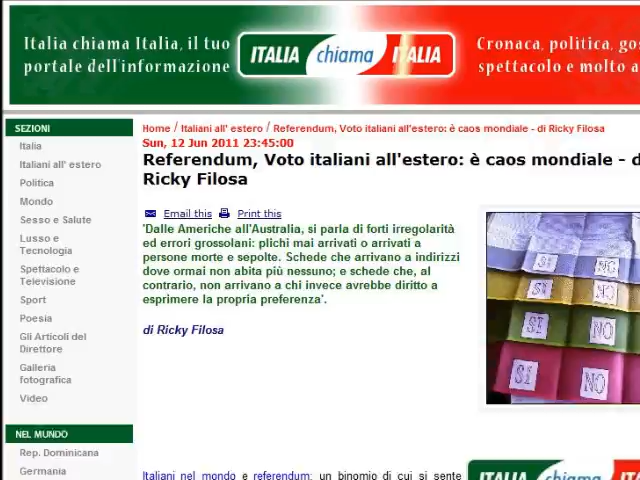 Italia chiama Italia, il tuo
portale dell'informazione
ITALIA chiama ITALIA
Cronaca, politica, gos
spettacolo e molto a
SEZIONI
Italia
Italiani all' estero
Politica
Mondo
Sesso e Salute
Lusso e
Tecnologia
Spettacolo e
Televisione
Sport
Poesia
Gli Articoli del
Direttore
Galleria
fotografica
Video
NEL MONDO
Rep. Dominicana
Germania
Home / Italiani all' estero / Referendum, Voto italiani all'estero: è caos mondiale - di Ricky Filosa
Sun, 12 Jun 2011 23:45:00
Referendum, Voto italiani all'estero: è caos mondiale - d
Ricky Filosa
Email this Print this
'Dalle Americhe all'Australia, si parla di forti irregolarità
ed errori grossolani: plichi mai arrivati o arrivati a
persone morte e sepolte. Schede che arrivano a indirizzi
dove ormai non abita più nessuno; e schede che, al
contrario, non arrivano a chi invece avrebbe diritto a
esprimere la propria preferenza'.
di Ricky Filosa
SI NO
SI NO
SI NO
SI NO
Italiani nel mondo e referendum: un binomio di cui si sente
ITALIA chiama IT